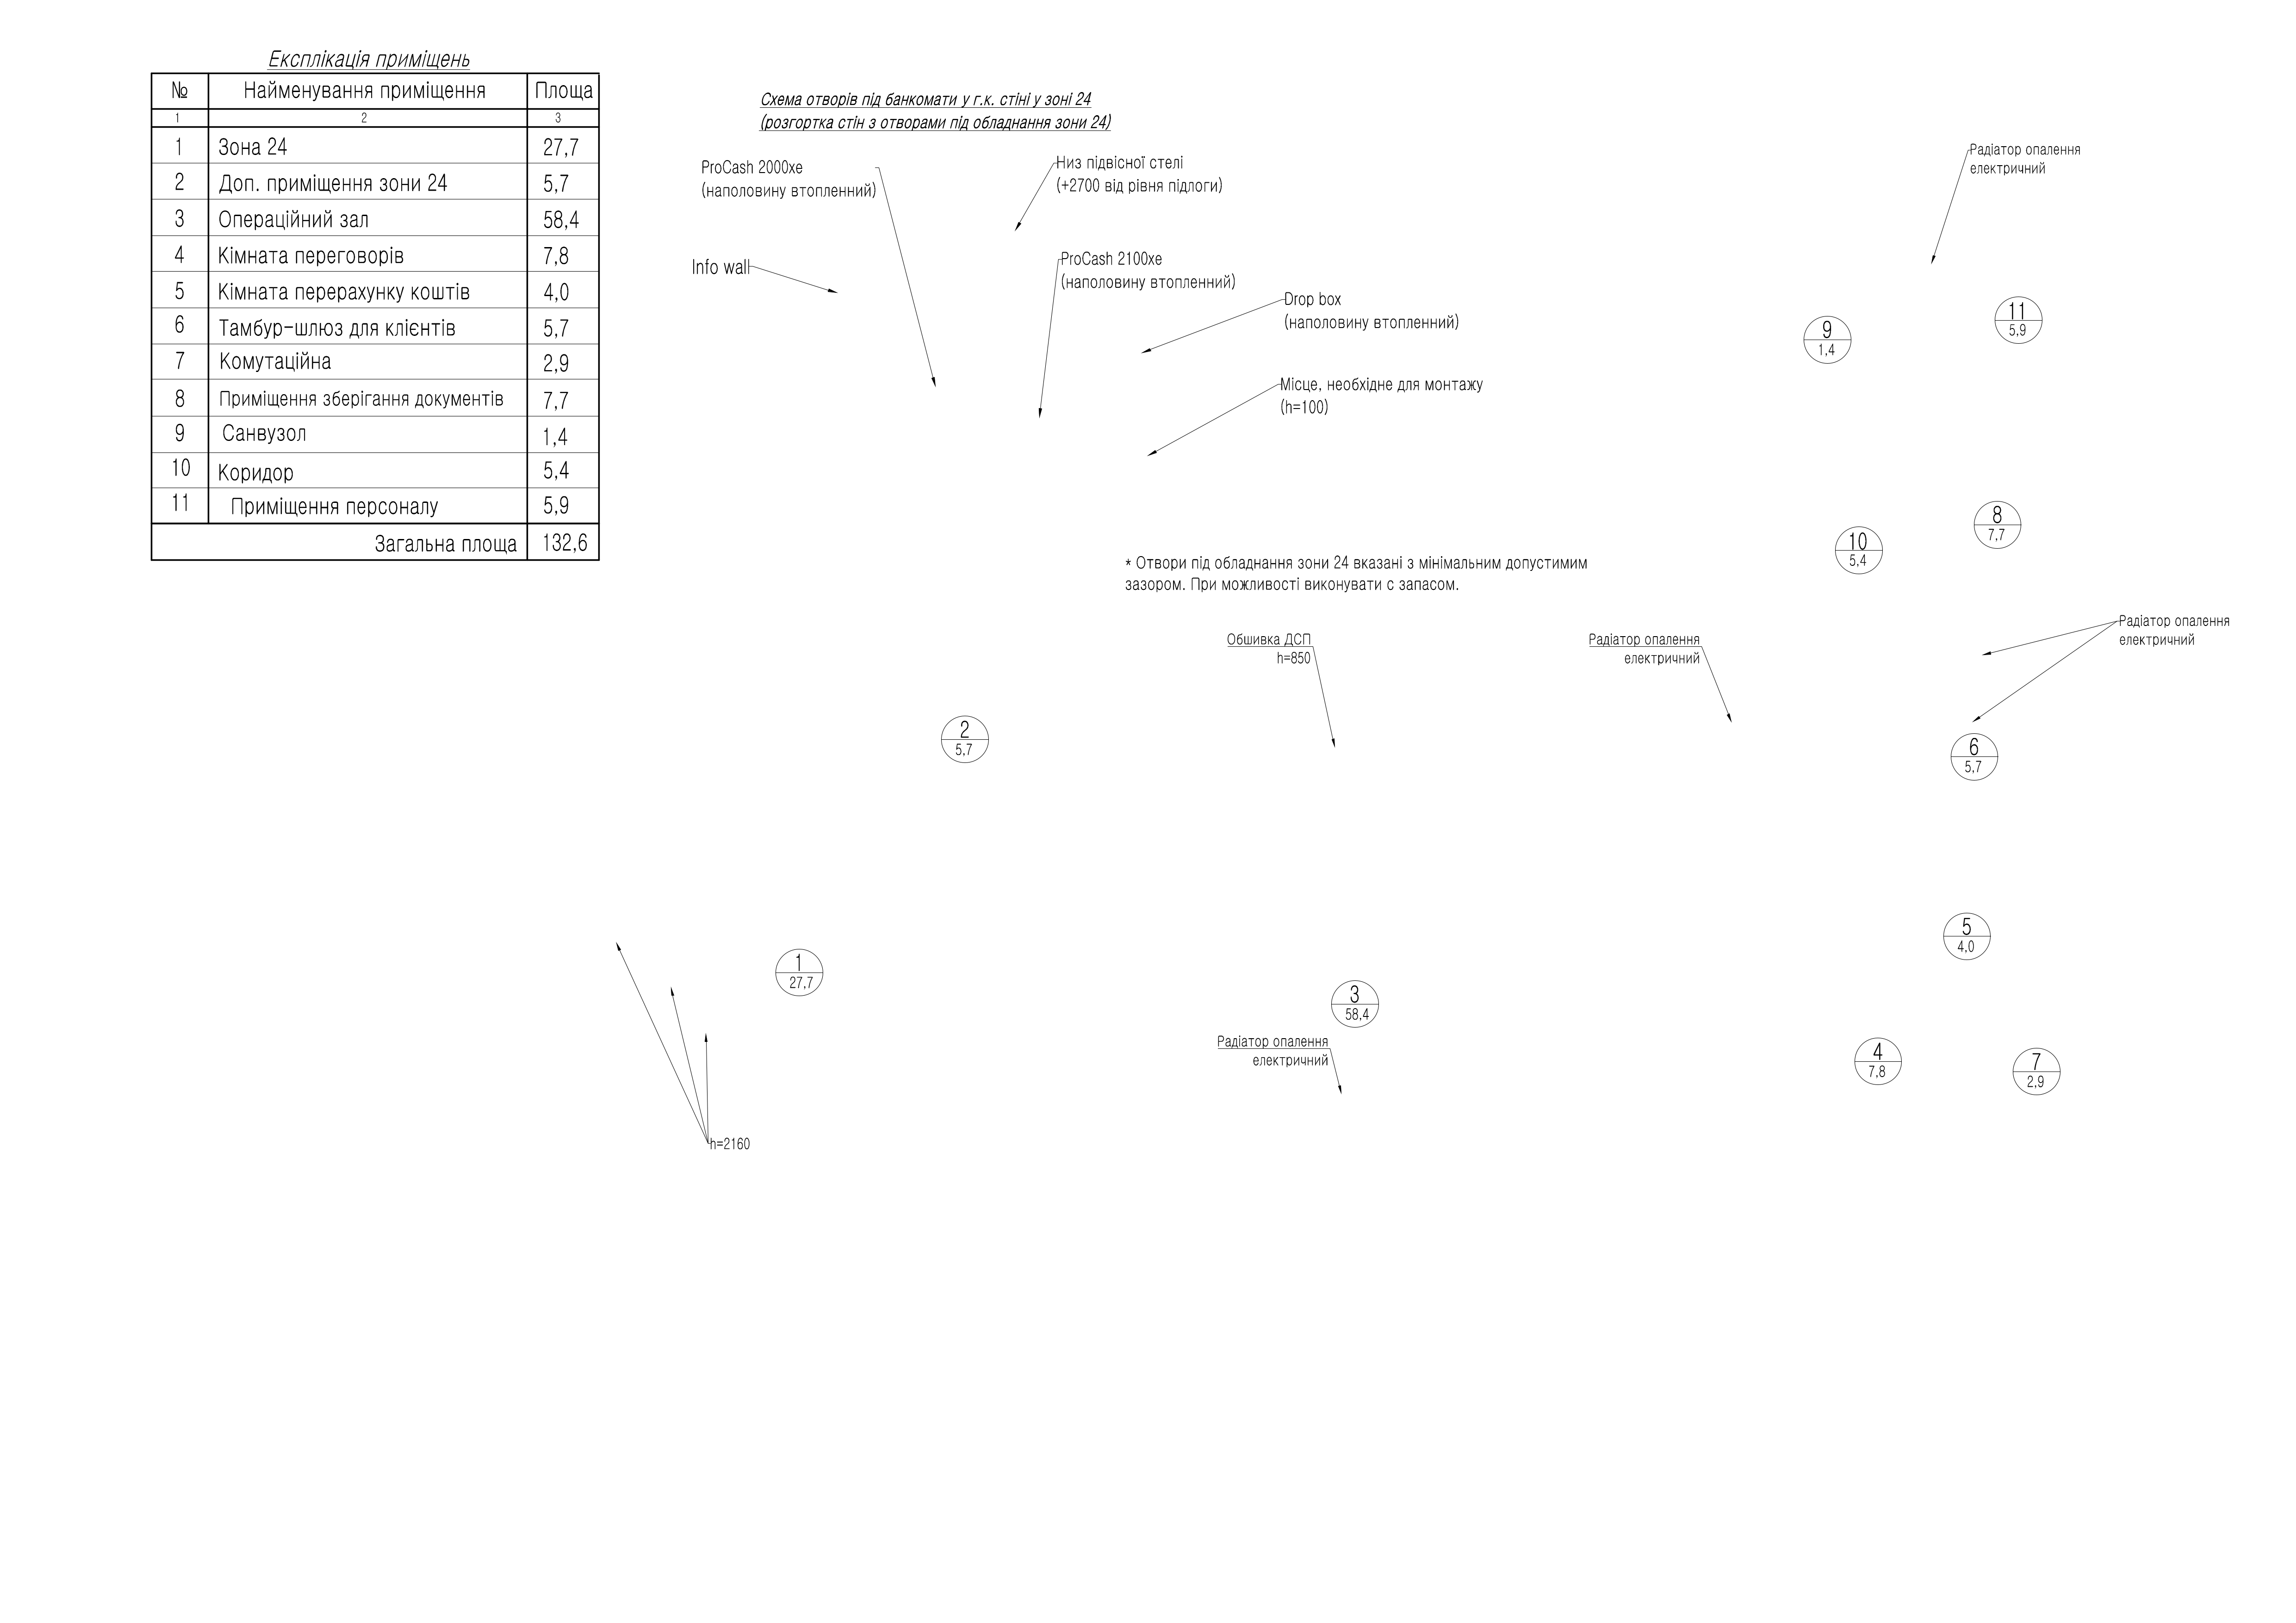 Експлікація приміщень
№ Найменування приміщення Площа
1 2 3
1 Зона 24 27,7
2 Доп. приміщення зони 24 5,7
3 Операційний зал 58,4
4 Кімната переговорів 7,8
5 Кімната перерахунку коштів 4,0
6 Тамбур-шлюз для клієнтів 5,7
7 Комутаційна 2,9
8 Приміщення зберігання документів 7,7
9 Санвузол 1,4
10 Коридор 5,4
11 Приміщення персоналу 5,9
Загальна площа 132,6
Схема отворів під банкомати у г.к. стіні у зоні 24
(розгортка стін з отворами під обладнання зони 24)
ProCash 2000xe
(наполовину втопленний)
Низ підвісної стелі
(+2700 від рівня підлоги)
Info wall
ProCash 2100xe
(наполовину втопленний)
Drop box
(наполовину втопленний)
Місце, необхідне для монтажу
(h=100)
* Отвори під обладнання зони 24 вказані з мінімальним допустимим
зазором. При можливості виконувати с запасом.
Радіатор опалення
електричний
9
1,4
11
5,9
10
5,4
8
7,7
Обшивка ДСП
h=850
Радіатор опалення
електричний
Радіатор опалення
електричний
2
5,7
6
5,7
1
27,7
3
58,4
5
4,0
Радіатор опалення
електричний
4
7,8
7
2,9
h=2160